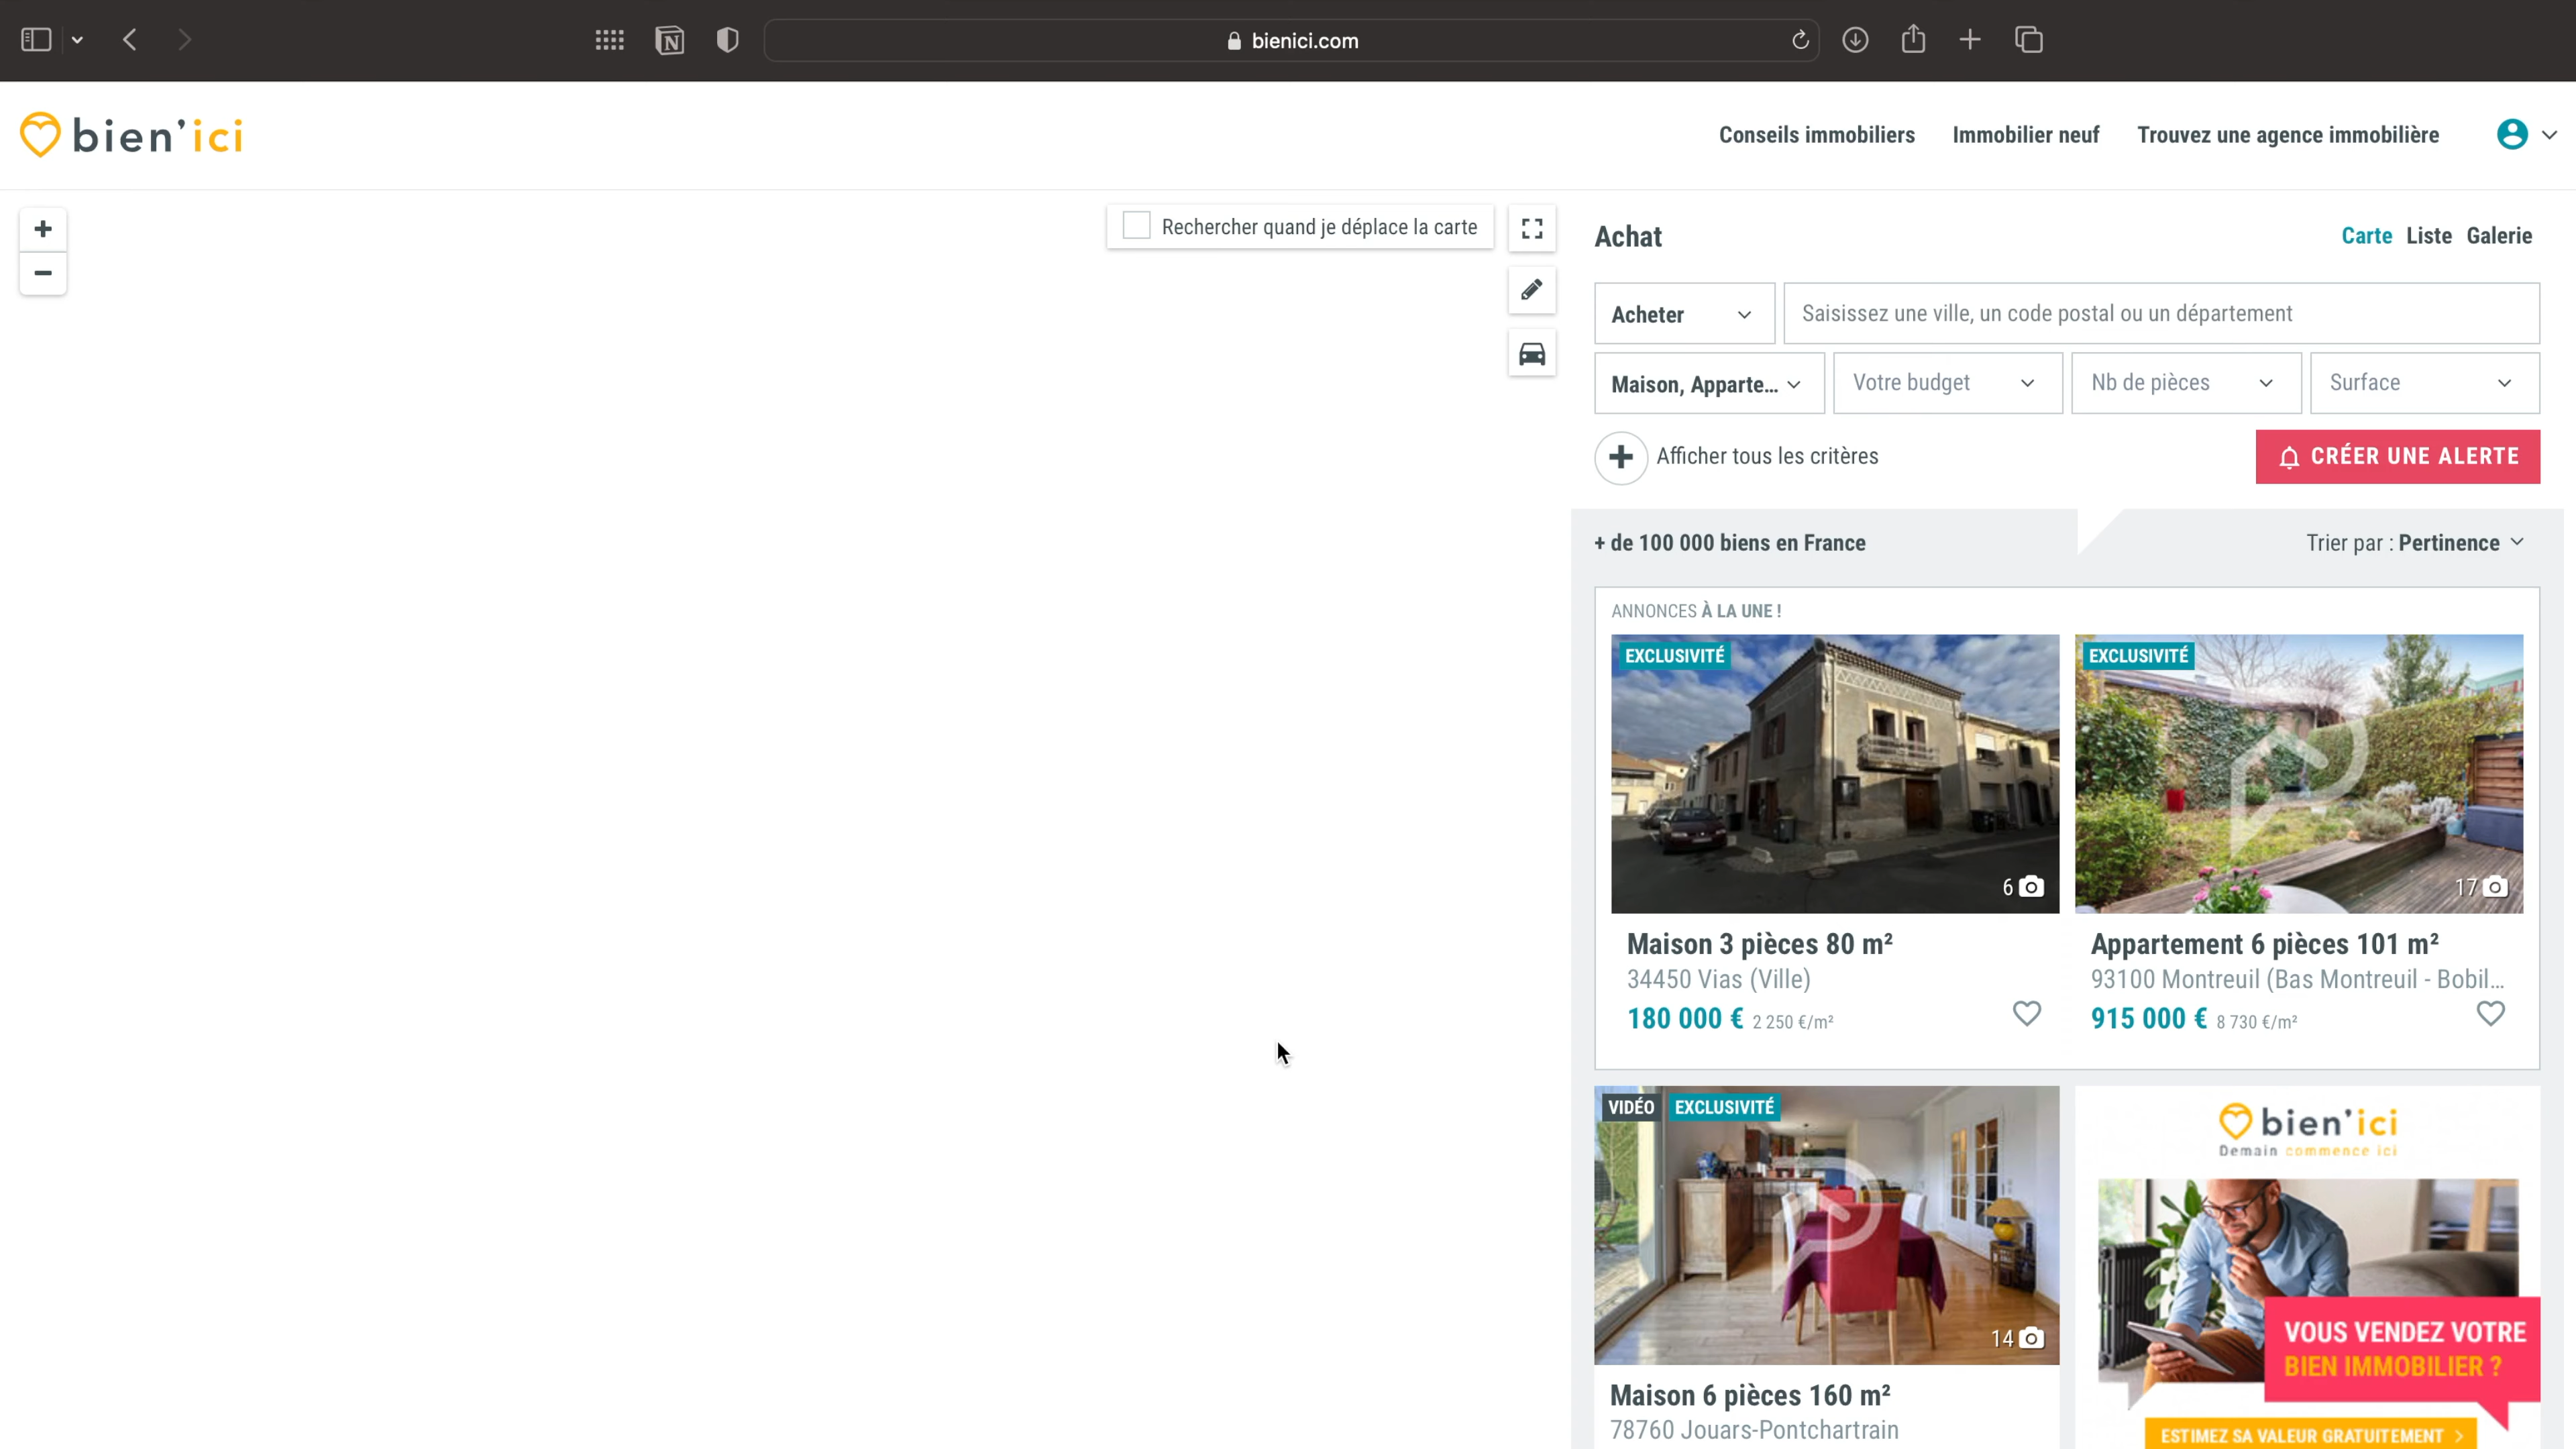 bienici.com
bien'ici
Conseils immobiliers
Immobilier neuf
Trouvez une agence immobilière
Rechercher quand je déplace la carte
Achat
Carte Liste Galerie
Acheter
Saisissez une ville, un code postal ou un département
Maison, Apparte...
Votre budget
Nb de pièces
Surface
Afficher tous les critères
CRÉER UNE ALERTE
+ de 100 000 biens en France
Trier par : Pertinence
ANNONCES À LA UNE !
EXCLUSIVITÉ
6
Maison 3 pièces 80 m²
34450 Vias (Ville)
180 000 € 2 250 €/m²
EXCLUSIVITÉ
17
Appartement 6 pièces 101 m²
93100 Montreuil (Bas Montreuil - Bobil...
915 000 € 8 730 €/m²
VIDÉO EXCLUSIVITÉ
14
Maison 6 pièces 160 m²
78760 Jouars-Pontchartrain
bien'ici
Demain commence ici
VOUS VENDEZ VOTRE
BIEN IMMOBILIER ?
ESTIMEZ SA VALEUR GRATUITEMENT >